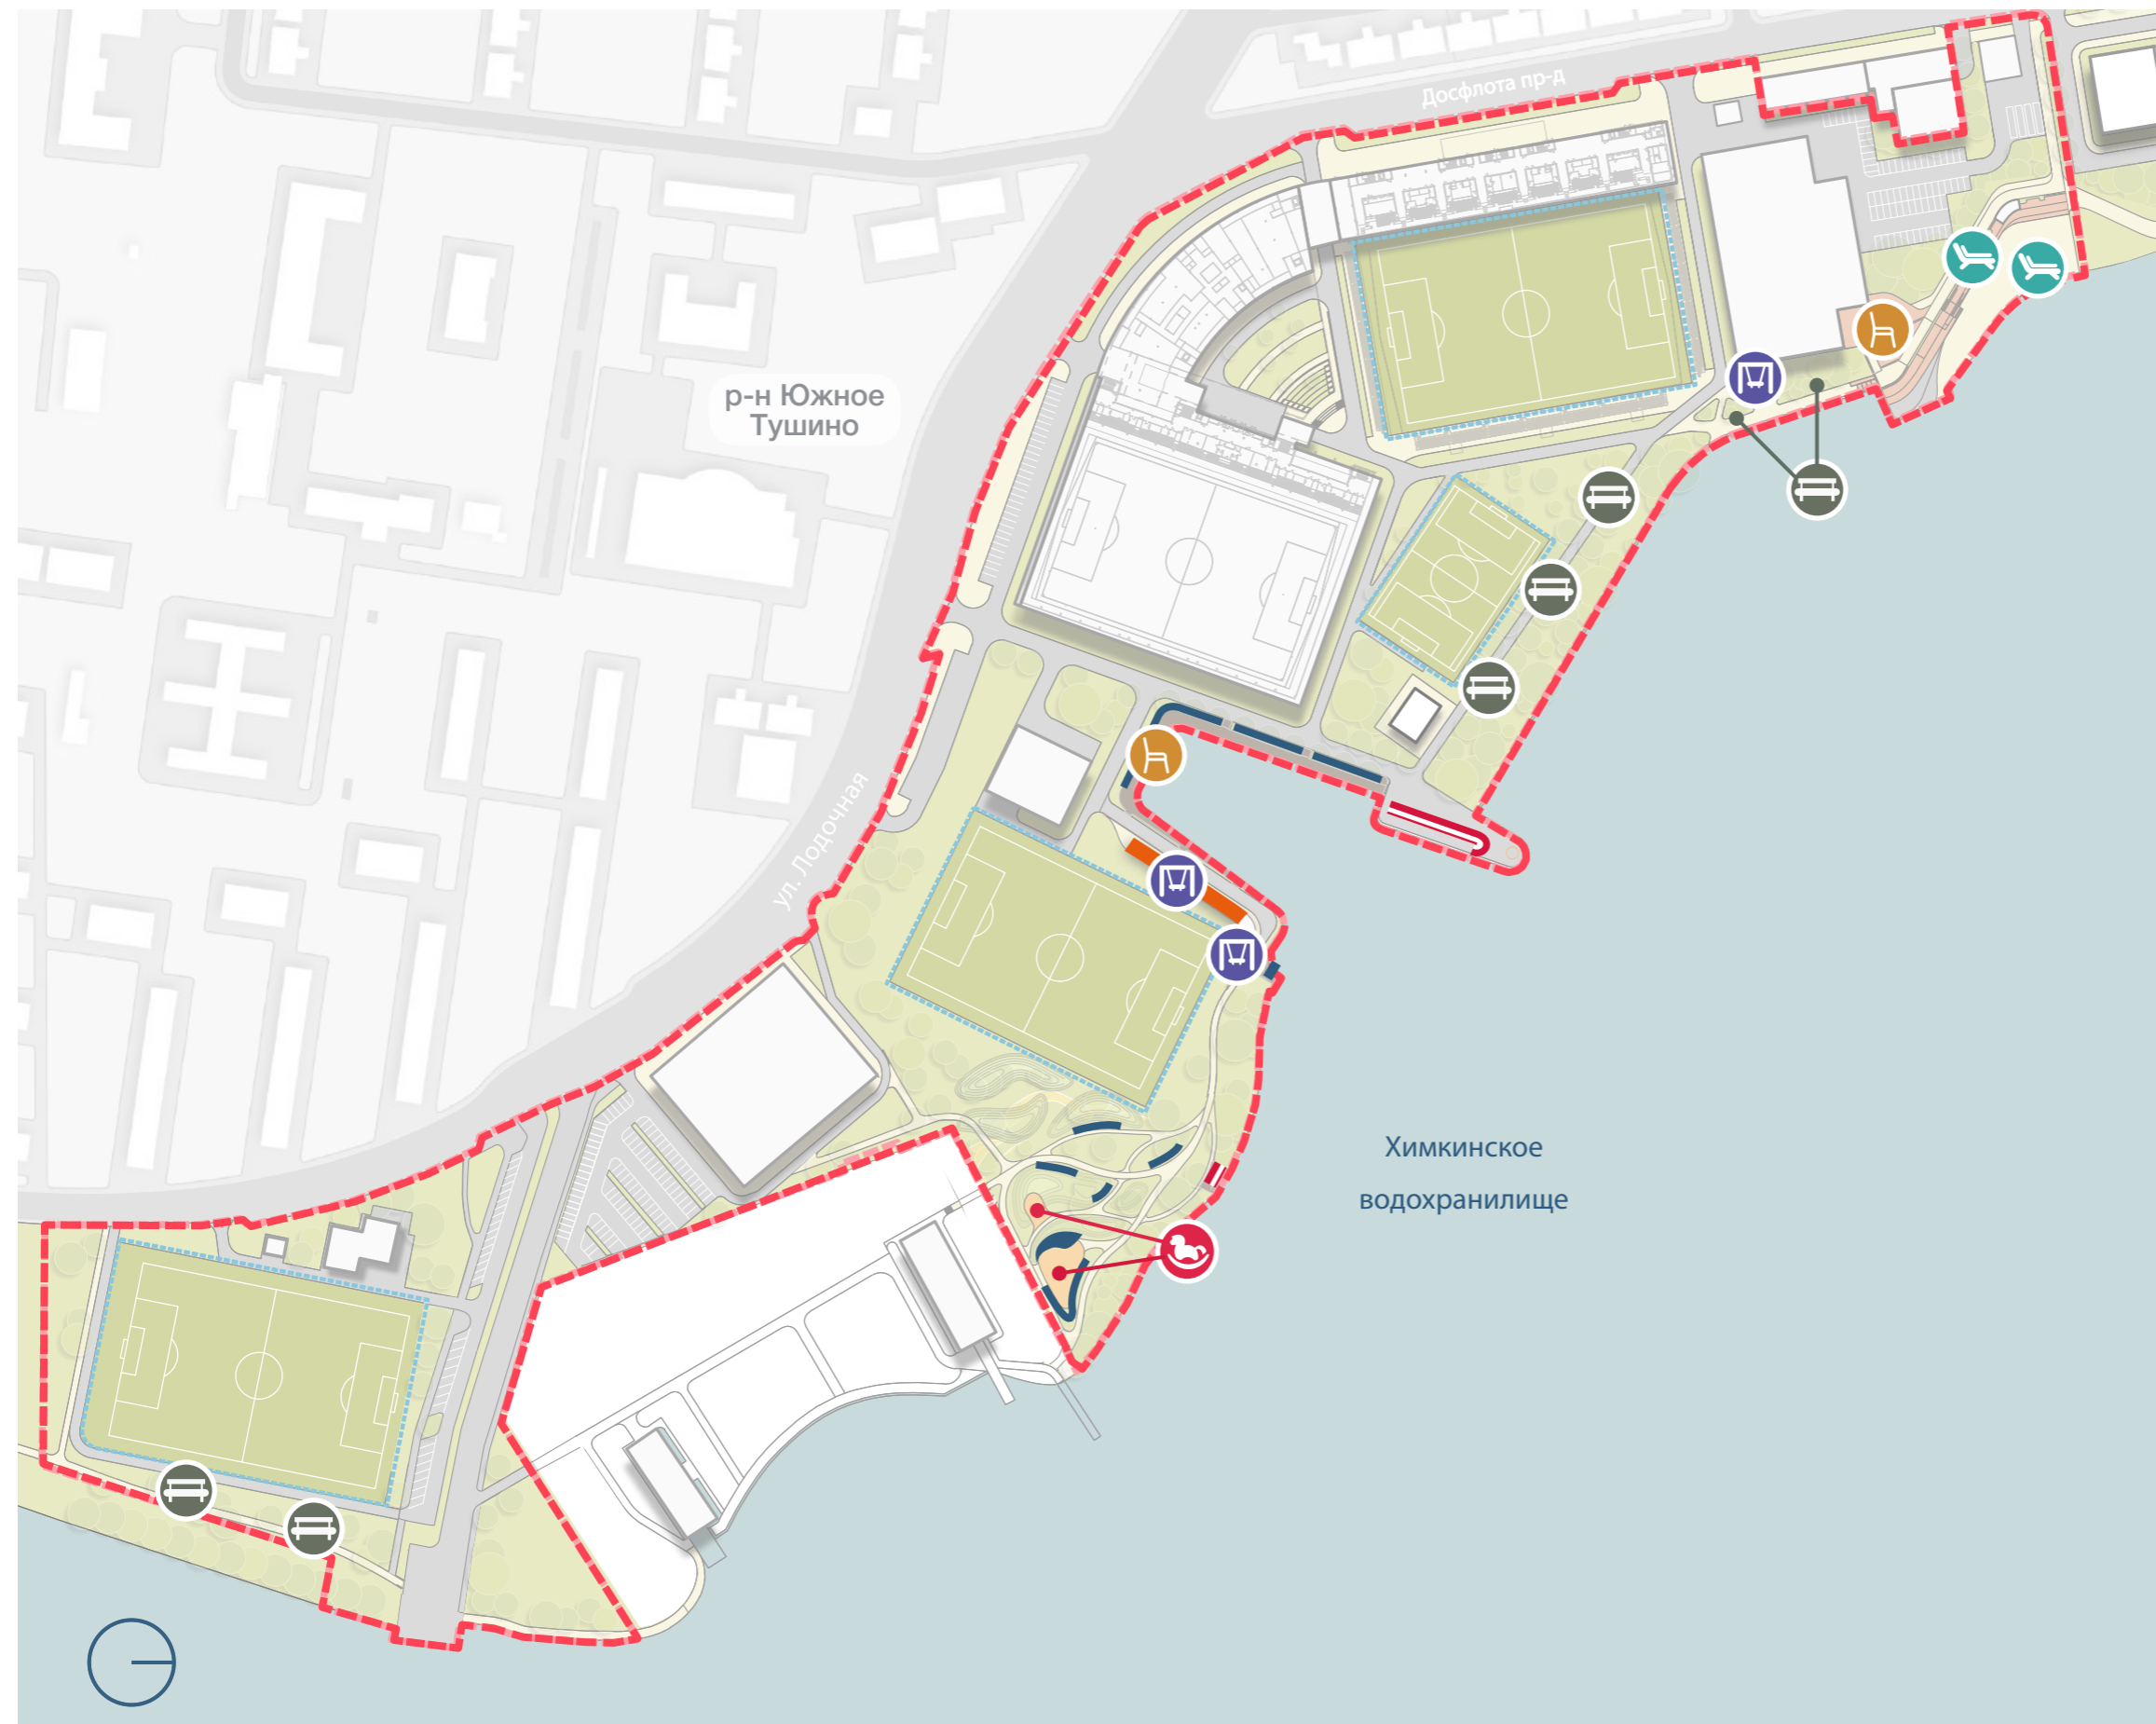 Досфлота пр-д
р-н Южное
Тушино
ул. Лодочная
Химкинское
водохранилище